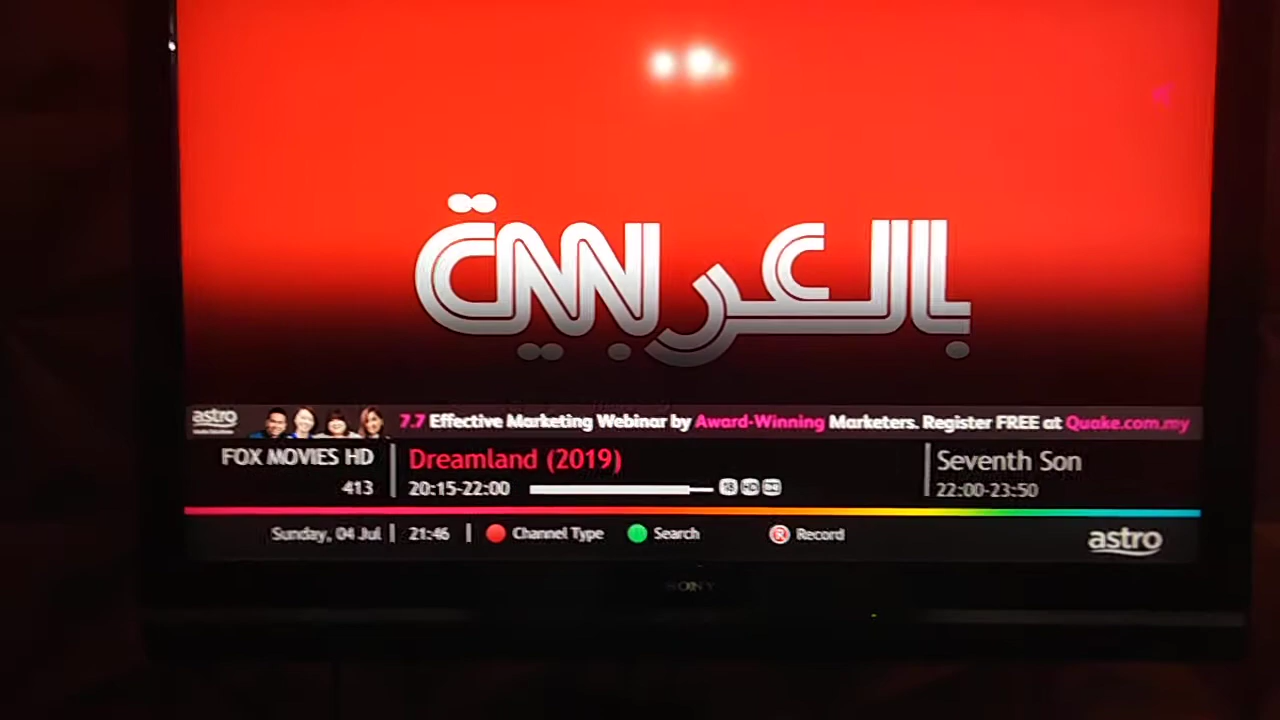 بالعربية
astro
7.7 Effective Marketing Webinar by Award-Winning Marketers. Register FREE at Quake.com.my
FOX MOVIES HD
413
Dreamland (2019)
20:15-22:00
18 HD
Seventh Son
22:00-23:50
Sunday, 04 Jul
21:46
Channel Type
Search
R Record
astro
SONY